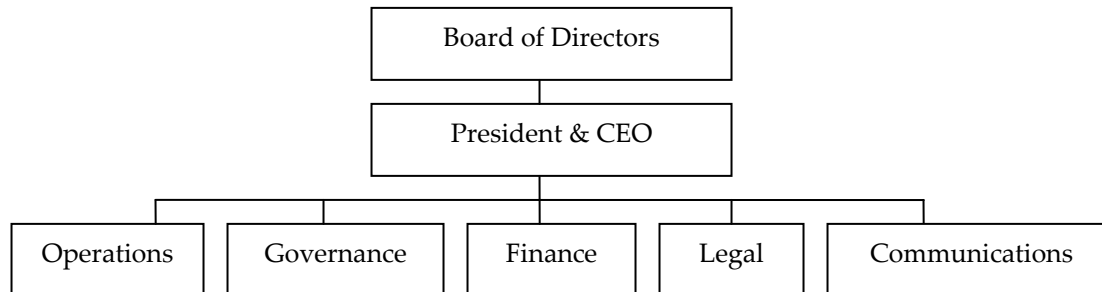 Board of Directors
President & CEO
Operations
Governance
Finance
Legal
Communications